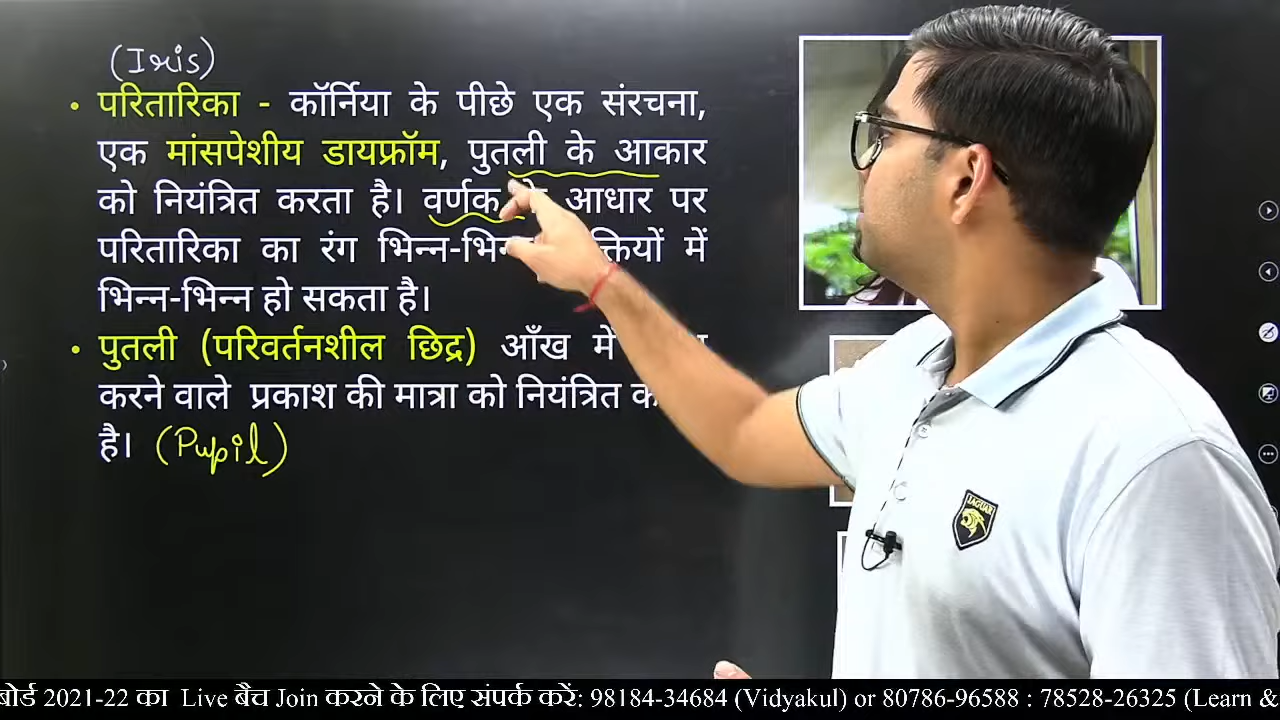 (Iris)
• परितारिका - कॉर्निया के पीछे एक संरचना,
एक मांसपेशीय डायफ्रॉम, पुतली के आकार
को नियंत्रित करता है। वर्णक के आधार पर
परितारिका का रंग भिन्न-भिन्न में
भिन्न-भिन्न हो सकता है।
• पुतली (परिवर्तनशील छिद्र) आँख में
करने वाले प्रकाश की मात्रा को नियंत्रित
है। (Pupil)
JAGUAR
बोर्ड 2021-22 का Live बैच Join करने के लिए संपर्क करें: 98184-34684 (Vidyakul) or 80786-96588 : 78528-26325 (Learn &